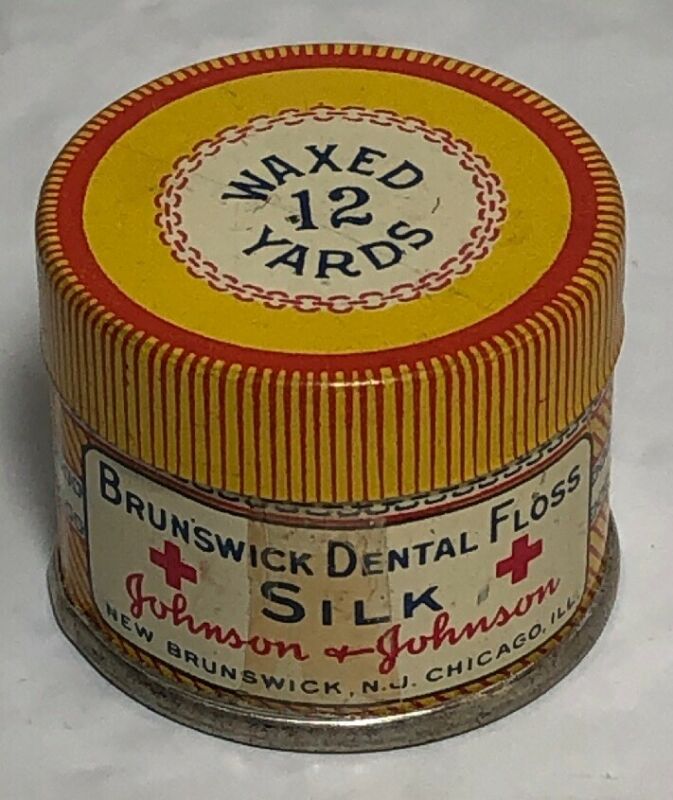 WAXED
12
YARDS
BRUNSWICK DENTAL FLOSS
SILK
Johnson & Johnson
NEW BRUNSWICK, N.J. CHICAGO, ILL.